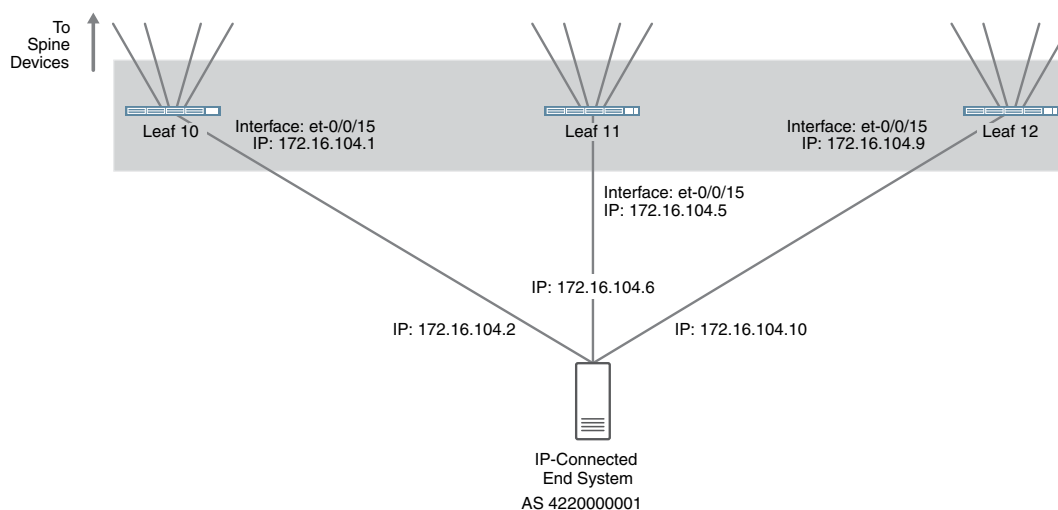 To
Spine
Devices
Leaf 10
Interface: et-0/0/15
IP: 172.16.104.1
Leaf 11
Interface: et-0/0/15
IP: 172.16.104.9
Leaf 12
Interface: et-0/0/15
IP: 172.16.104.5
IP: 172.16.104.6
IP: 172.16.104.2
IP: 172.16.104.10
IP-Connected
End System
AS 4220000001